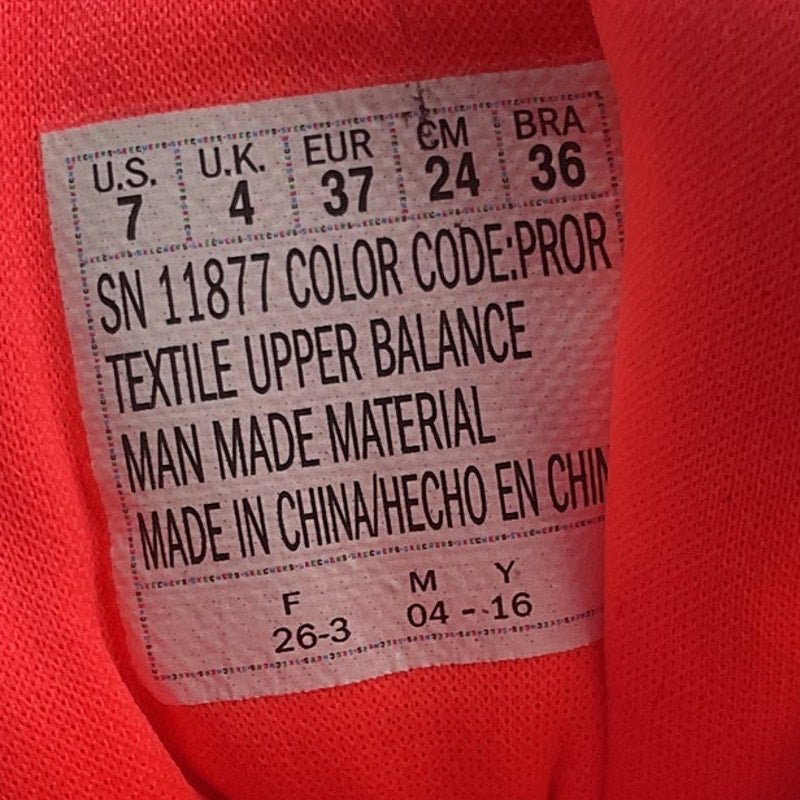 U.S. U.K. EUR CM BRA
7 4 37 24 36
SN 11877 COLOR CODE:PROR
TEXTILE UPPER BALANCE
MAN MADE MATERIAL
MADE IN CHINA/HECHO EN CHIN
F M Y
26-3 04 - 16